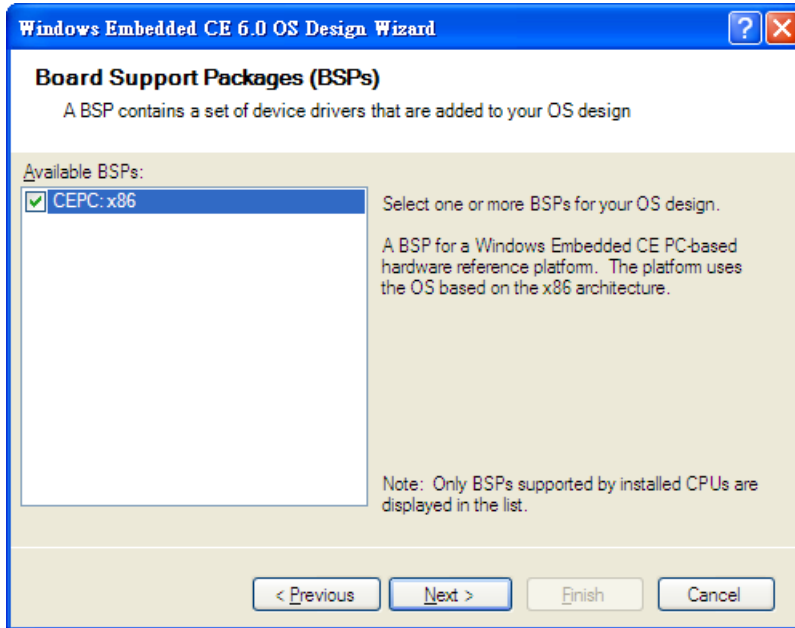 Windows Embedded CE 6.0 OS Design Wizard
Board Support Packages (BSPs)
A BSP contains a set of device drivers that are added to your OS design
Available BSPs:
CEPC: x86
Select one or more BSPs for your OS design.
A BSP for a Windows Embedded CE PC-based
hardware reference platform. The platform uses
the OS based on the x86 architecture.
Note: Only BSPs supported by installed CPUs are
displayed in the list.
< Previous
Next >
Finish
Cancel